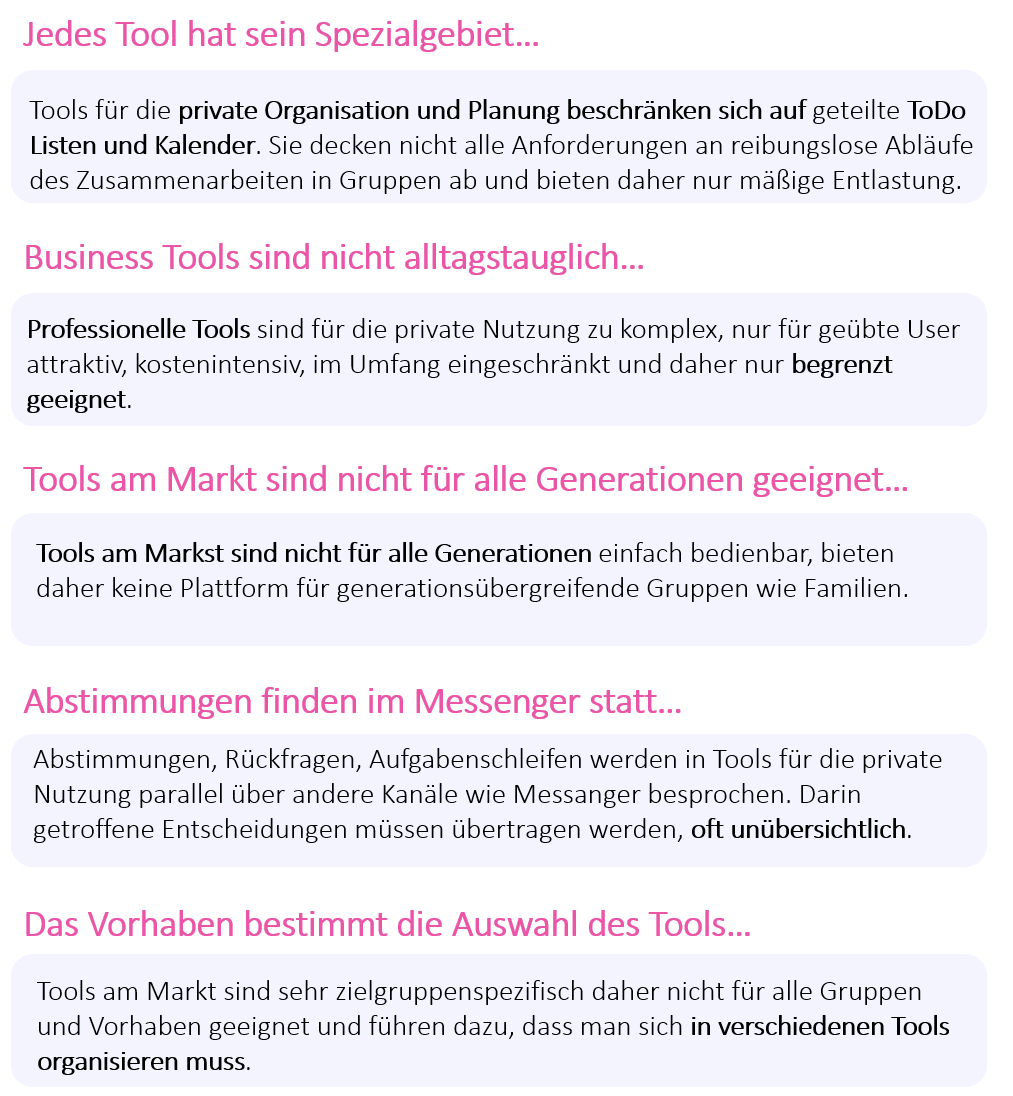 Jedes Tool hat sein Spezialgebiet...
Tools für die private Organisation und Planung beschränken sich auf geteilte ToDo
Listen und Kalender. Sie decken nicht alle Anforderungen an reibungslose Abläufe
des Zusammenarbeiten in Gruppen ab und bieten daher nur mäßige Entlastung.
Business Tools sind nicht alltagstauglich...
Professionelle Tools sind für die private Nutzung zu komplex, nur für geübte User
attraktiv, kostenintensiv, im Umfang eingeschränkt und daher nur begrenzt
geeignet.
Tools am Markt sind nicht für alle Generationen geeignet...
Tools am Markst sind nicht für alle Generationen einfach bedienbar, bieten
daher keine Plattform für generationsübergreifende Gruppen wie Familien.
Abstimmungen finden im Messenger statt...
Abstimmungen, Rückfragen, Aufgabenschleifen werden in Tools für die private
Nutzung parallel über andere Kanäle wie Messanger besprochen. Darin
getroffene Entscheidungen müssen übertragen werden, oft unübersichtlich.
Das Vorhaben bestimmt die Auswahl des Tools...
Tools am Markt sind sehr zielgruppenspezifisch daher nicht für alle Gruppen
und Vorhaben geeignet und führen dazu, dass man sich in verschiedenen Tools
organisieren muss.